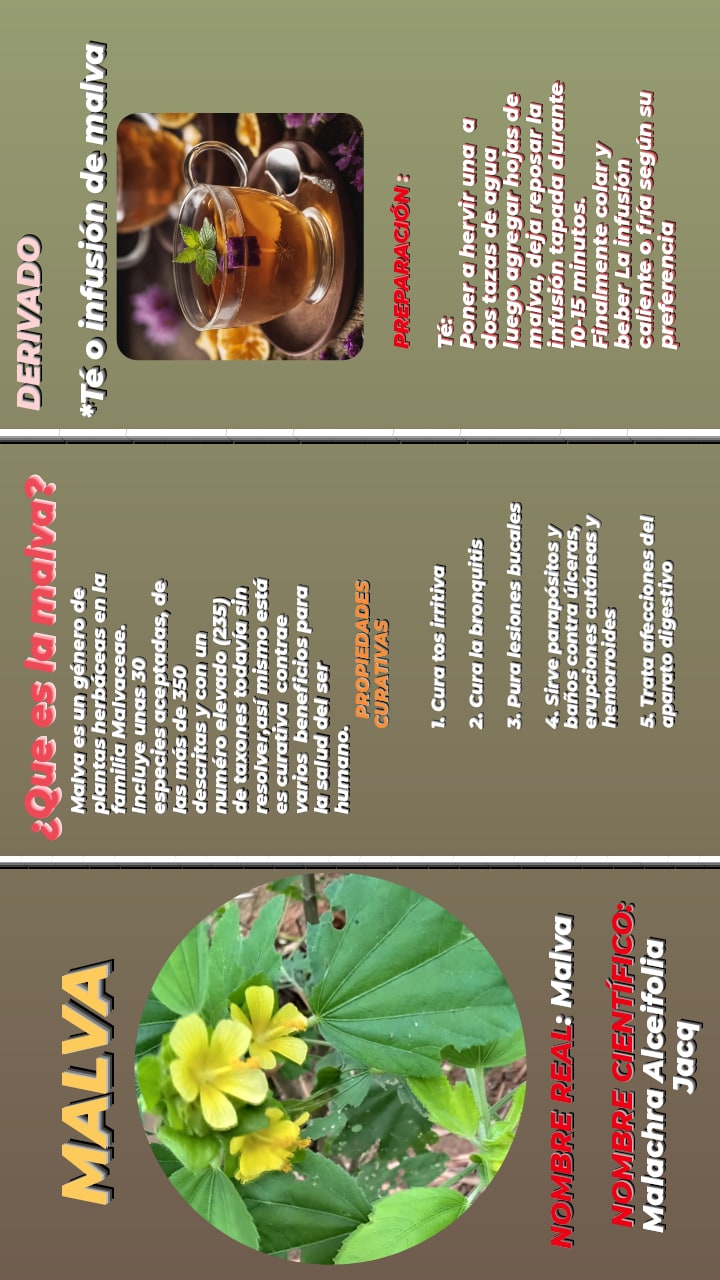 MALVA
NOMBRE REAL: Malva
NOMBRE CIENTÍFICO:
Malachra Alceifolia
Jacq
¿Que es la malva?
Malva es un género de
plantas herbáceas en la
familia Malvaceae.
Incluye unas 30
especies aceptadas, de
las más de 350
descritas y con un
numéro elevado (235)
de taxones todavía sin
resolver,así mismo está
es curativa contrae
varios beneficios para
la salud del ser
humano.
PROPIEDADES
CURATIVAS
1. Cura tos irritiva
2. Cura la bronquitis
3. Pura lesiones bucales
4. Sirve parapósitos y
baños contra úlceras,
erupciones cutáneas y
hemorroides
5. Trata afecciones del
aparato digestivo
DERIVADO
*Té o infusión de malva
PREPARACIÓN :
Té:
Poner a hervir una a
dos tazas de agua
luego agregar hojas de
malva, deja reposar la
infusión tapada durante
10-15 minutos.
Finalmente colar y
beber La infusión
caliente o fría según su
preferencia